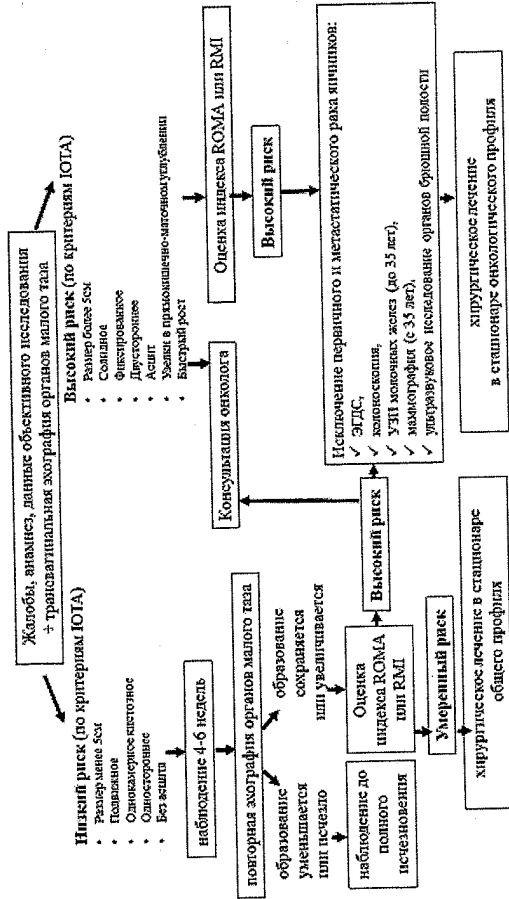 Жалобы, анамнез, данные объективного исследования
+ трансвагинальная эхография органов малого таза
Низкий риск (по критериям IOTA)
• Размер менее 5см
• Подвижное
• Однокамерное кистозное
• Одностороннее
• Без асцита
Высокий риск (по критериям IOTA)
• Размер более 5см
• Солидное
• Фиксированное
• Двустороннее
• Асцит
• Узелки в прямокишечно-маточном углублении
• Быстрый рост
наблюдение 4-6 недель
Консультация онколога
Оценка индекса ROMA или RMI
повторная эхография органов малого таза
Высокий риск
образование
уменьшается
или исчезло
образование
сохраняется
или увеличивается
наблюдение до
полного
исчезновения
Оценка
индекса ROMA
или RMI
Высокий риск
Исключение первичного и метастатического рака яичников:
✓ ЭГДС,
✓ колоноскопия,
✓ УЗИ молочных желез (до 35 лет),
✓ маммография (с 35 лет),
✓ ультразвуковое исследование органов брюшной полости
Умеренный риск
хирургическое лечение в стационаре
общего профиля
хирургическое лечение
в стационаре онкологического профиля